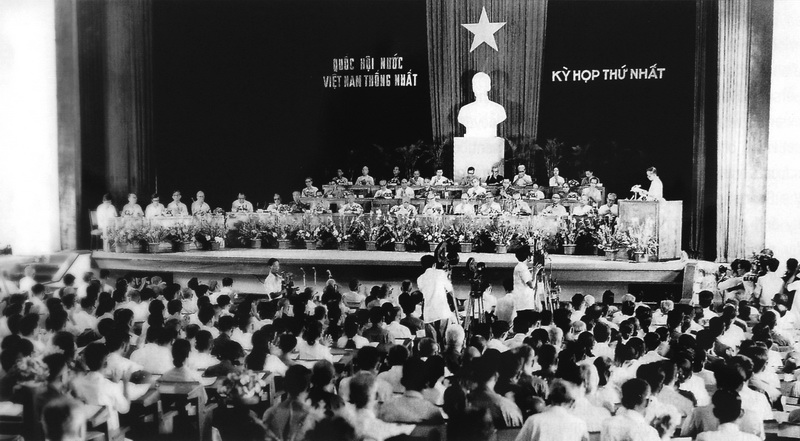 QUỐC HỘI NƯỚC
VIỆT NAM THỐNG NHẤT
KỲ HỌP THỨ NHẤT